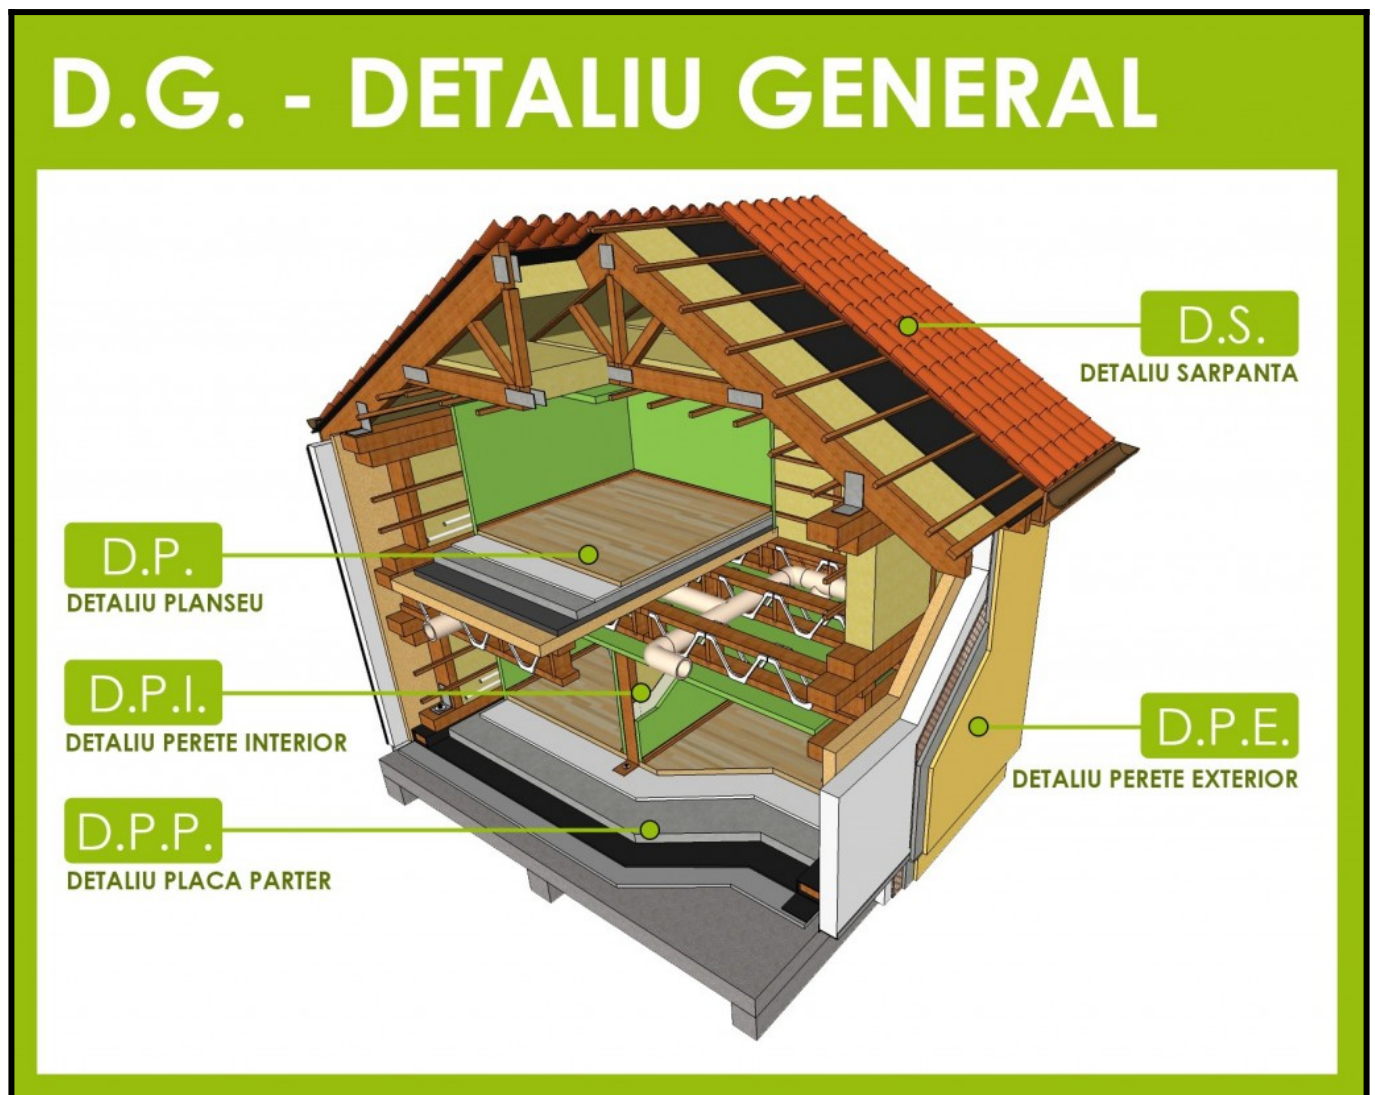 D.G. - DETALIU GENERAL
D.S.
DETALIU SARPANTA
D.P.
DETALIU PLANSEU
D.P.I.
DETALIU PERETE INTERIOR
D.P.E.
DETALIU PERETE EXTERIOR
D.P.P.
DETALIU PLACA PARTER